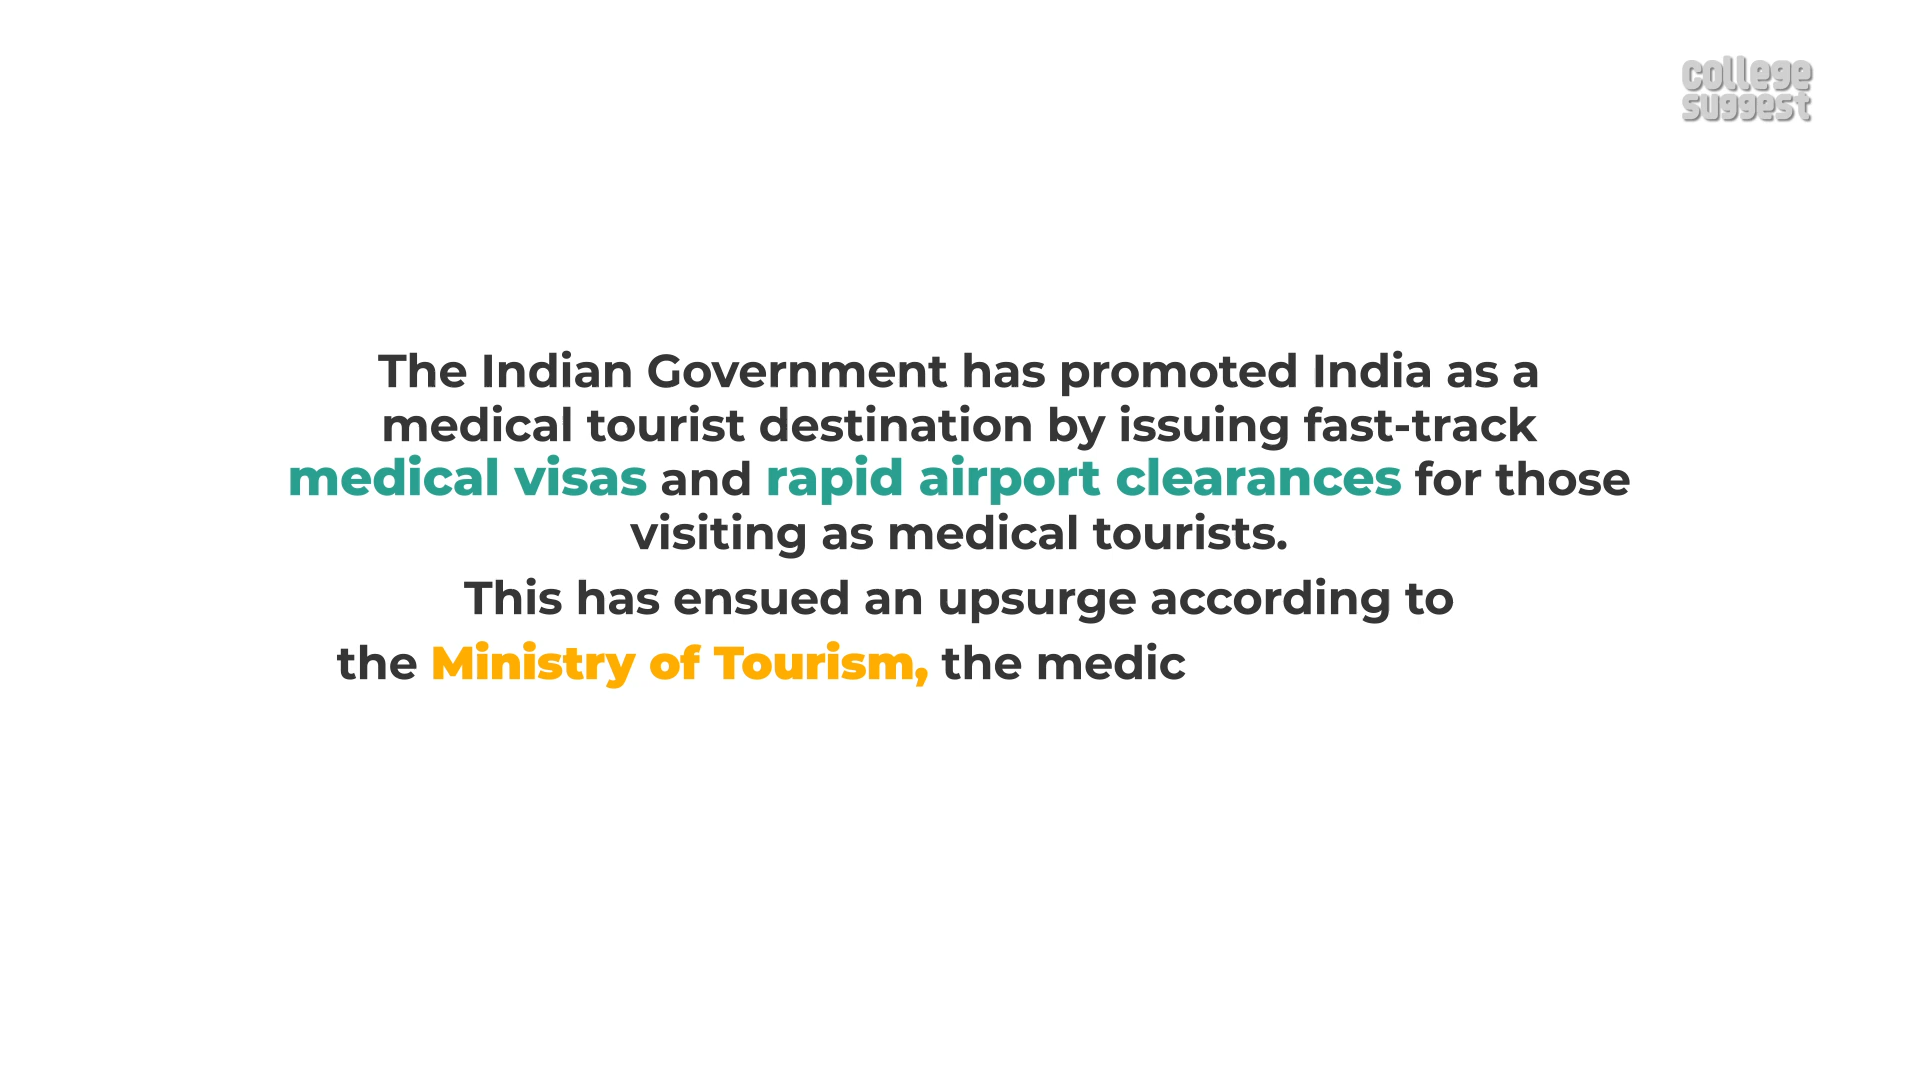 college
suggest
The Indian Government has promoted India as a
medical tourist destination by issuing fast-track
medical visas and rapid airport clearances for those
visiting as medical tourists.
This has ensued an upsurge according to
the Ministry of Tourism, the medic